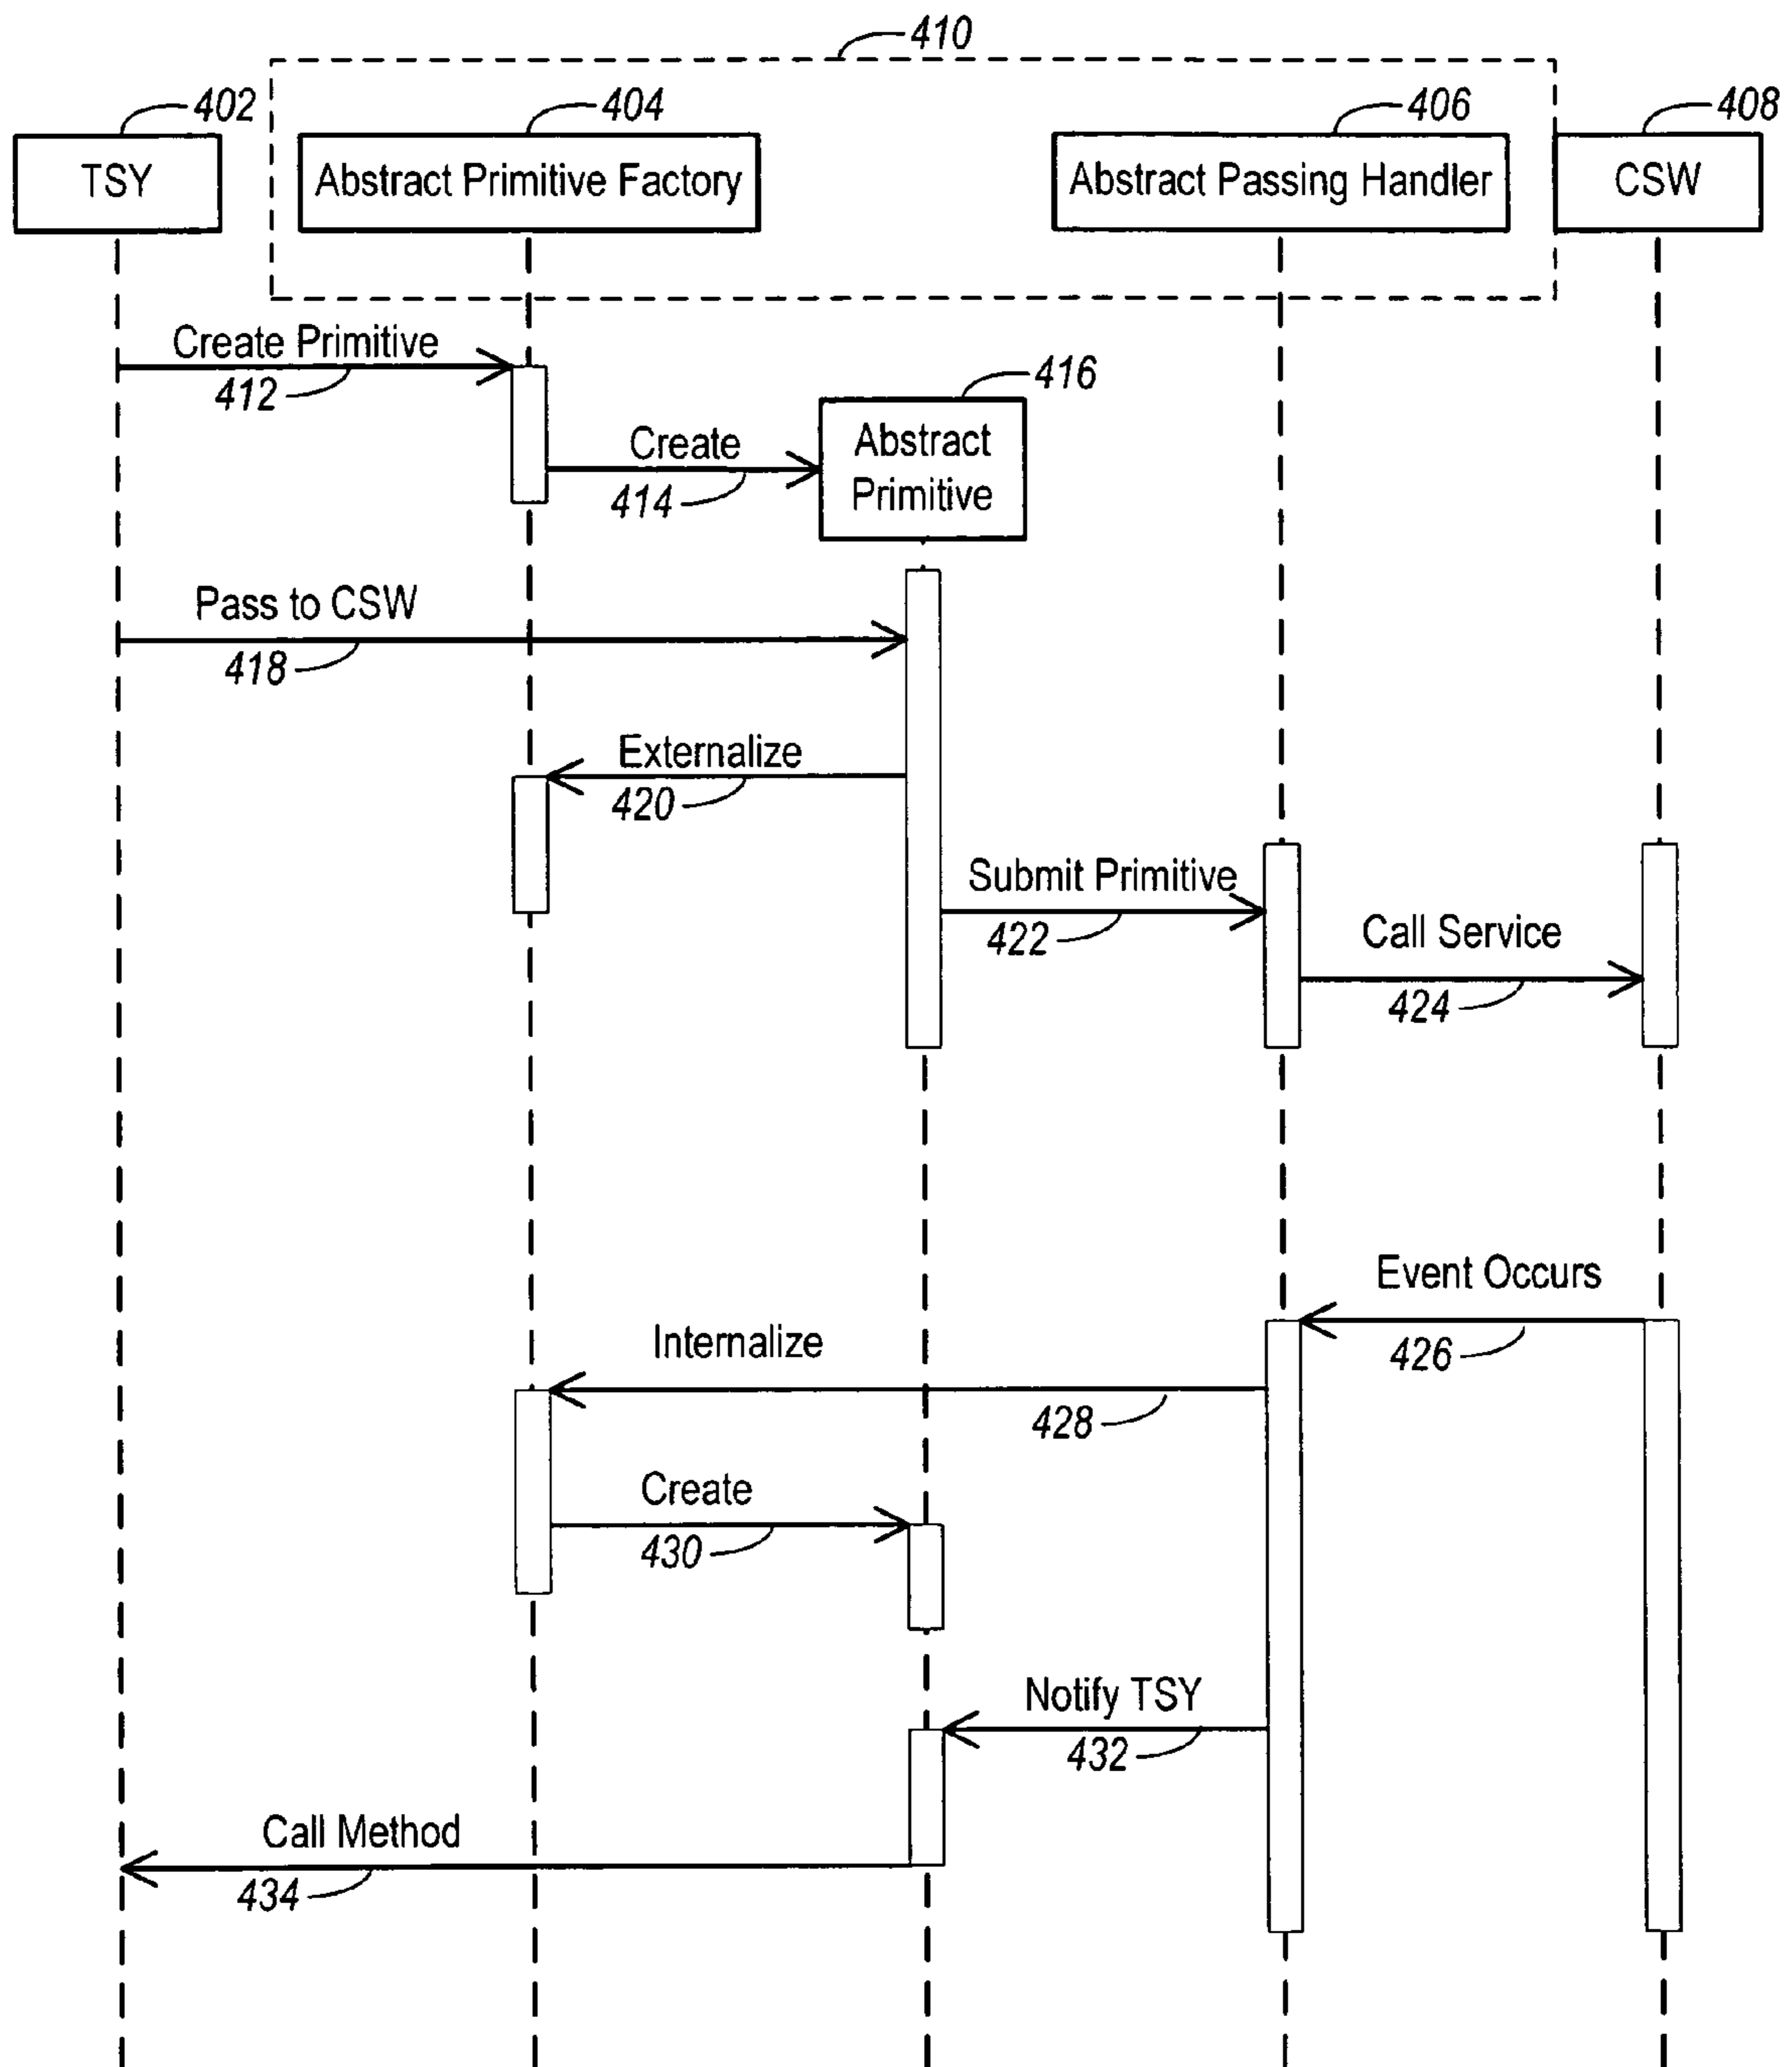 410
402
404
406
408
TSY
Abstract Primitive Factory
Abstract Passing Handler
CSW
Create Primitive
412
416
Create
414
Abstract
Primitive
Pass to CSW
418
Externalize
420
Submit Primitive
422
Call Service
424
Event Occurs
426
Internalize
428
Create
430
Notify TSY
432
Call Method
434